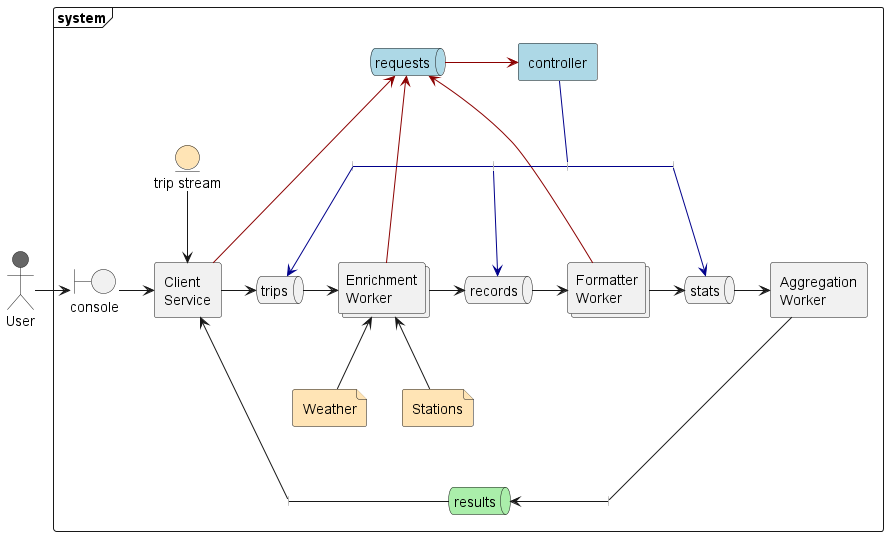 system
requests
controller
trip stream
User
console
Client
Service
trips
Enrichment
Worker
records
Formatter
Worker
stats
Aggregation
Worker
Weather
Stations
results